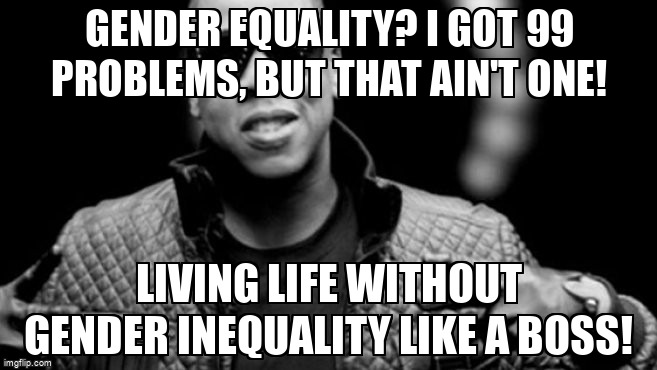 GENDER EQUALITY? I GOT 99
PROBLEMS, BUT THAT AIN'T ONE!
LIVING LIFE WITHOUT
GENDER INEQUALITY LIKE A BOSS!
imgflip.com